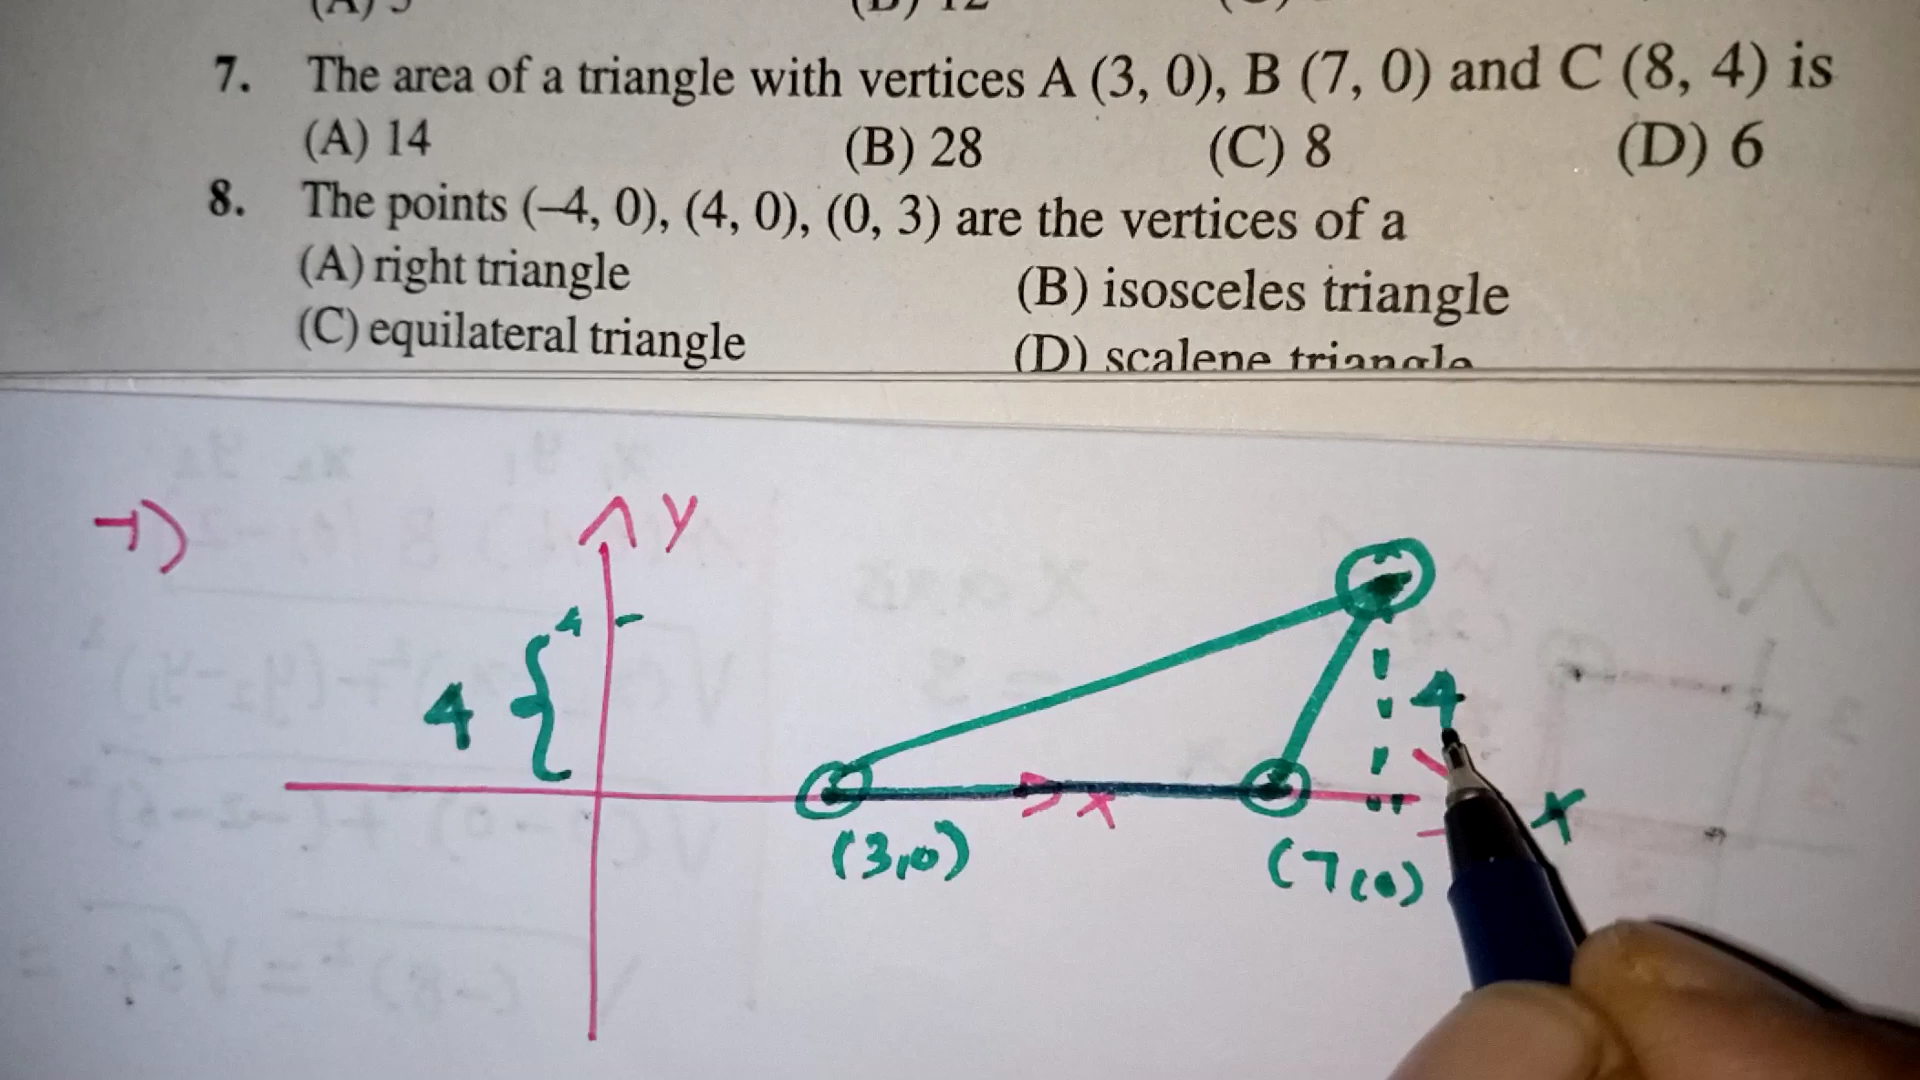 7. The area of a triangle with vertices A (3, 0), B (7, 0) and C (8, 4) is
(A) 14 (B) 28 (C) 8 (D) 6
8. The points (–4, 0), (4, 0), (0, 3) are the vertices of a
(A) right triangle (B) isosceles triangle
(C) equilateral triangle (D) scalene triangle
7)
y
4
4
4
x
x
(3,0)
(7,0)